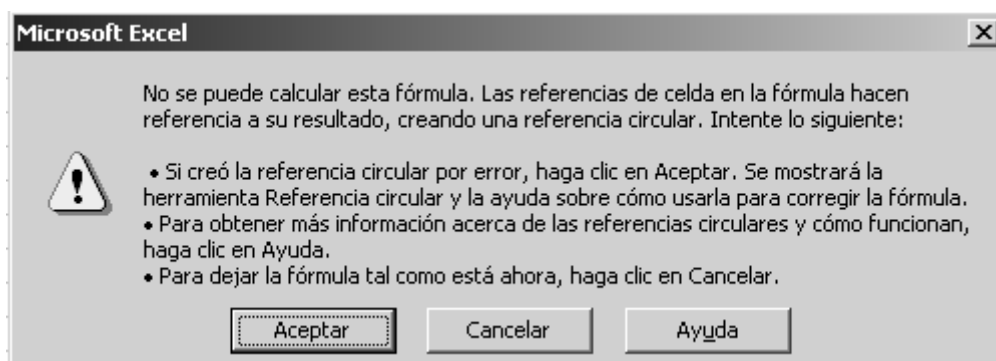 Microsoft Excel
No se puede calcular esta fórmula. Las referencias de celda en la fórmula hacen
referencia a su resultado, creando una referencia circular. Intente lo siguiente:
• Si creó la referencia circular por error, haga clic en Aceptar. Se mostrará la
herramienta Referencia circular y la ayuda sobre cómo usarla para corregir la fórmula.
• Para obtener más información acerca de las referencias circulares y cómo funcionan,
haga clic en Ayuda.
• Para dejar la fórmula tal como está ahora, haga clic en Cancelar.
Aceptar Cancelar Ayuda